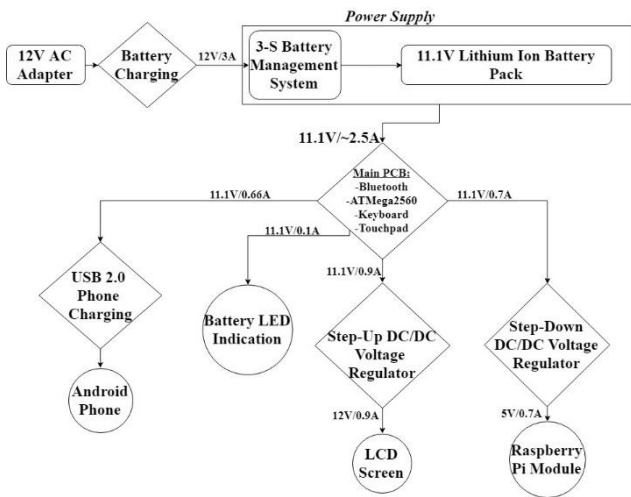 Power Supply
12V AC
Adapter
Battery
Charging
12V/3A
3-S Battery
Management
System
11.1V Lithium Ion Battery
Pack
11.1V/~2.5A
Main PCB:
-Bluetooth
-ATMega2560
-Keyboard
-Touchpad
11.1V/0.66A
11.1V/0.1A
11.1V/0.9A
11.1V/0.7A
USB 2.0
Phone
Charging
Battery LED
Indication
Step-Up DC/DC
Voltage
Regulator
Step-Down
DC/DC Voltage
Regulator
Android
Phone
12V/0.9A
5V/0.7A
LCD
Screen
Raspberry
Pi Module